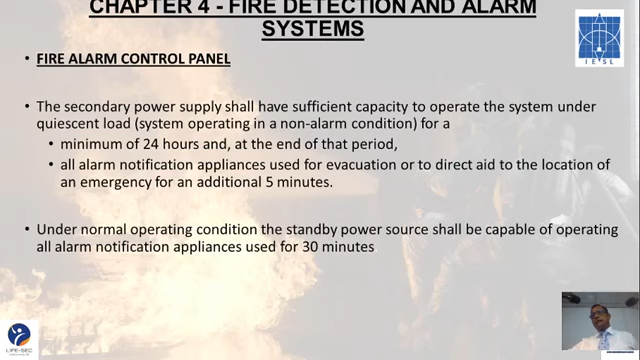 CHAPTER 4 - FIRE DETECTION AND ALARM
SYSTEMS
IESL
• FIRE ALARM CONTROL PANEL
• The secondary power supply shall have sufficient capacity to operate the system under
quiescent load (system operating in a non-alarm condition) for a
• minimum of 24 hours and, at the end of that period,
• all alarm notification appliances used for evacuation or to direct aid to the location of
an emergency for an additional 5 minutes.
• Under normal operating condition the standby power source shall be capable of operating
all alarm notification appliances used for 30 minutes
LIFE-SEC